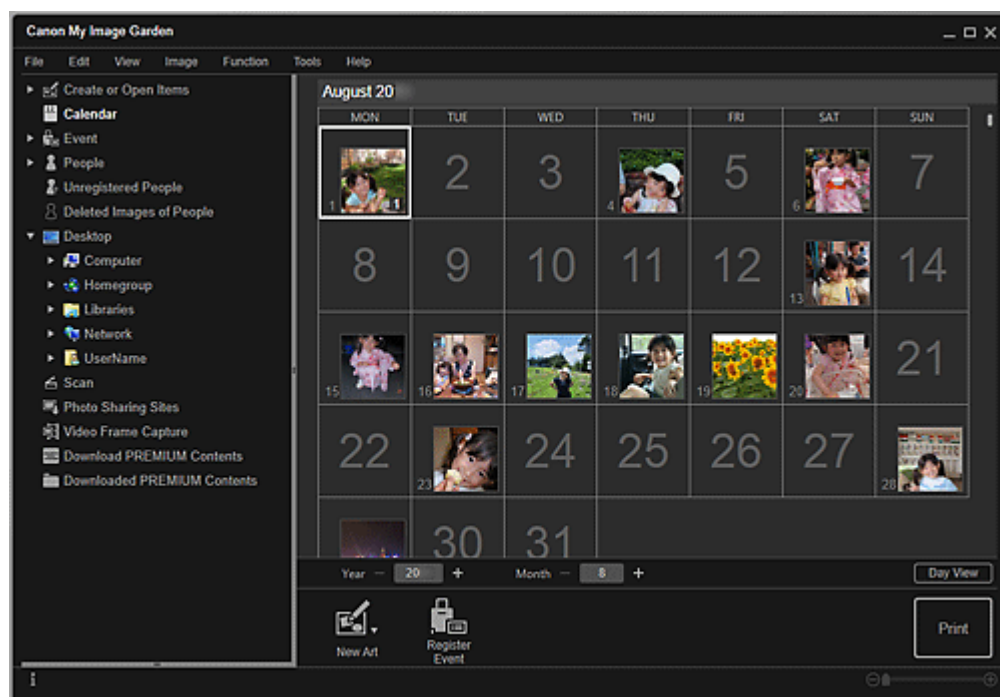 Canon My Image Garden
File Edit View Image Function Tools Help
Create or Open Items
Calendar
Event
People
Unregistered People
Deleted Images of People
Desktop
Computer
Homegroup
Libraries
Network
UserName
Scan
Photo Sharing Sites
Video Frame Capture
Download PREMIUM Contents
Downloaded PREMIUM Contents
August 20
MON TUE WED THU FRI SAT SUN
1 1 2 3 4 5 6 7
8 9 10 11 12 13 14
15 16 17 18 19 20 21
22 23 24 25 26 27 28
30 31
Year − 20 + Month − 8 + Day View
New Art
Register Event
Print